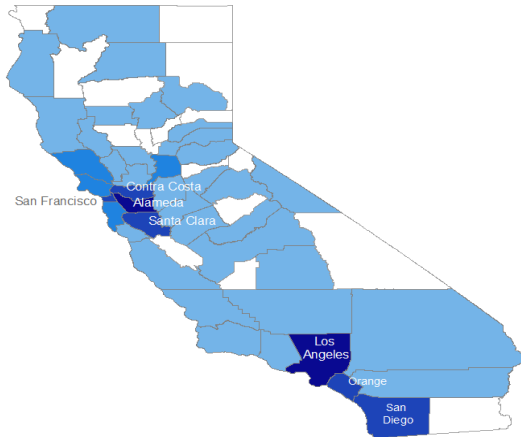 Contra Costa
San Francisco
Alameda
Santa Clara
Los
Angeles
Orange
San
Diego